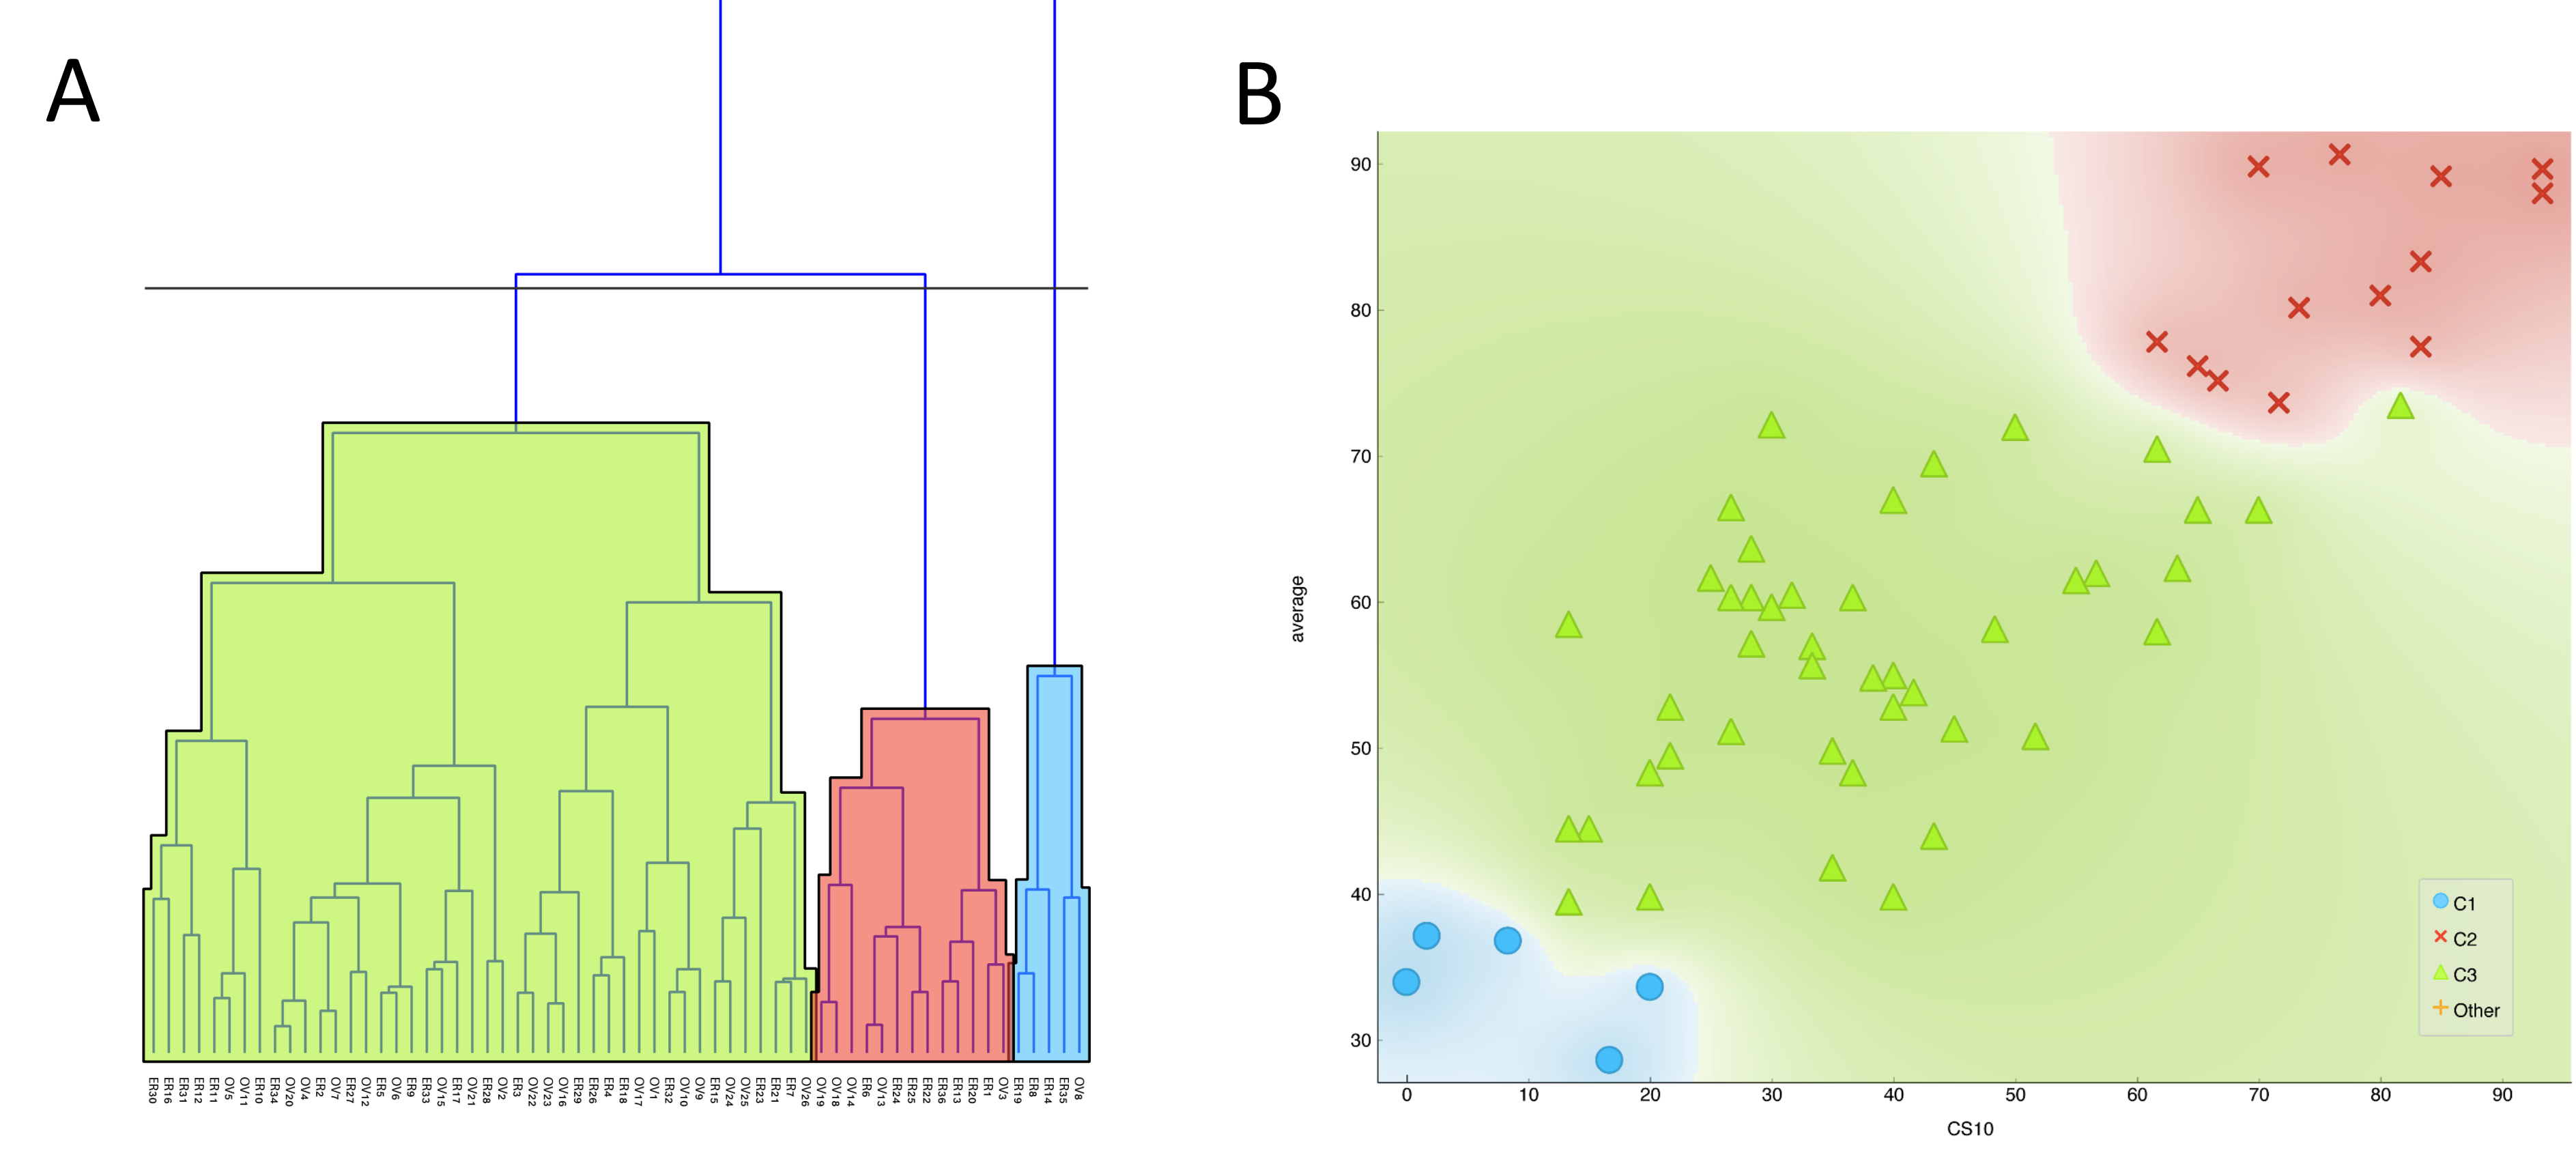 A
B
ER30
ER16
ER31
ER12
ER11
OV5
OV11
ER10
ER34
OV20
OV4
ER2
OV7
ER27
OV12
ER5
OV6
ER9
ER33
OV15
ER17
OV21
ER28
OV2
ER3
OV22
OV23
OV16
ER29
ER26
ER4
ER18
OV17
OV1
ER32
OV10
OV9
ER15
OV24
OV25
ER23
ER21
ER7
OV26
OV19
OV18
OV14
ER6
OV13
ER24
ER25
ER22
ER36
ER13
ER20
ER1
OV3
ER19
ER8
ER14
ER35
OV8
90
80
70
60
50
40
30
average
0 10 20 30 40 50 60 70 80 90
CS10
C1
C2
C3
Other